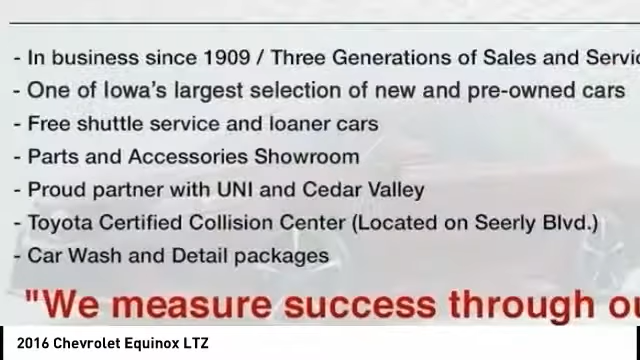 - In business since 1909 / Three Generations of Sales and Servic
- One of Iowa's largest selection of new and pre-owned cars
- Free shuttle service and loaner cars
- Parts and Accessories Showroom
- Proud partner with UNI and Cedar Valley
- Toyota Certified Collision Center (Located on Seerly Blvd.)
- Car Wash and Detail packages
"We measure success through ou
2016 Chevrolet Equinox LTZ